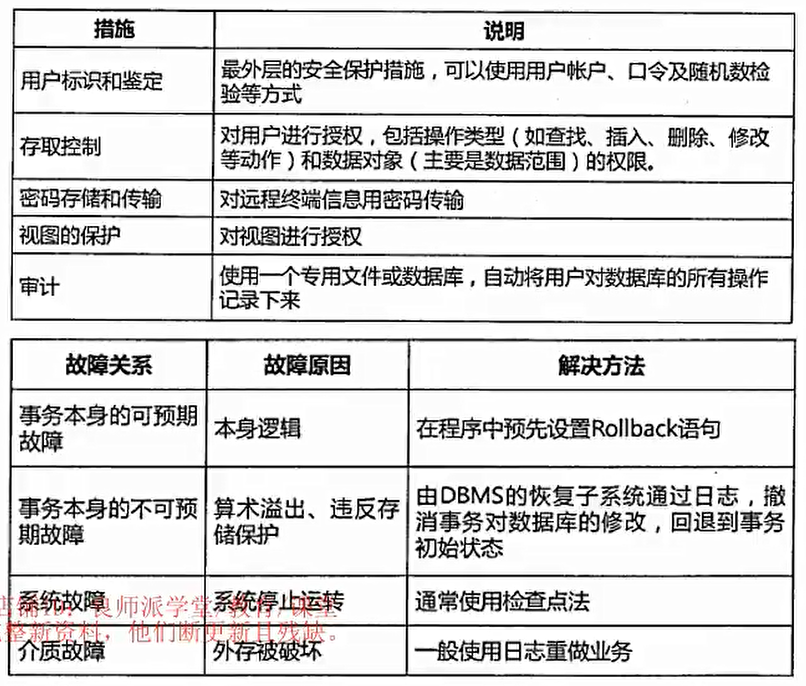 措施 说明
用户标识和鉴定 最外层的安全保护措施，可以使用用户帐户、口令及随机数检
验等方式
存取控制 对用户进行授权，包括操作类型（如查找、插入、删除、修改
等动作）和数据对象（主要是数据范围）的权限。
密码存储和传输 对远程终端信息用密码传输
视图的保护 对视图进行授权
审计 使用一个专用文件或数据库，自动将用户对数据库的所有操作
记录下来
故障关系 故障原因 解决方法
事务本身的可预期
故障 本身逻辑 在程序中预先设置Rollback语句
事务本身的不可预
期故障 算术溢出、违反存
储保护 由DBMS的恢复子系统通过日志，撤
消事务对数据库的修改，回退到事务
初始状态
系统故障 系统停止运转 通常使用检查点法
良师派学堂/教育/课堂
整新资料，他们断更新且残缺。
介质故障 外存被破坏 一般使用日志重做业务